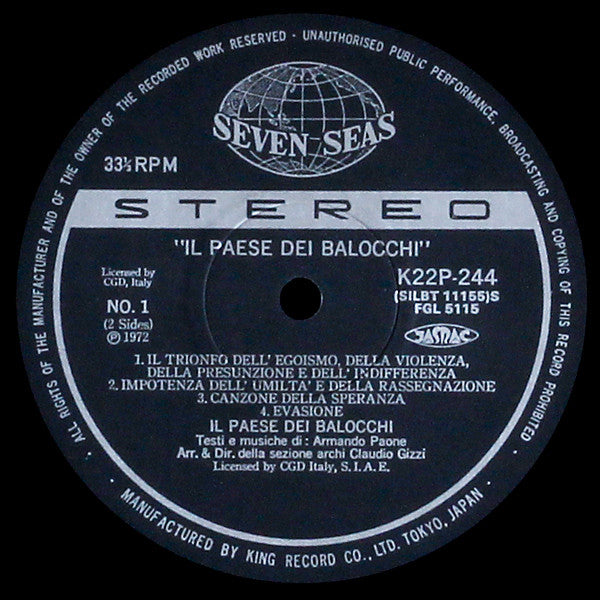 ALL RIGHTS OF THE MANUFACTURER AND OF THE OWNER OF THE RECORDED WORK RESERVED · UNAUTHORISED PUBLIC PERFORMANCE, BROADCASTING AND COPYING OF THIS RECORD PROHIBITED ·
SEVEN SEAS
33⅓ RPM
STEREO
"IL PAESE DEI BALOCCHI"
Licensed by
CGD, Italy
NO. 1
(2 Sides)
℗ 1972
K22P-244
(SILBT 11155)S
FGL 5115
JASRAC
1. IL TRIONFO DELL' EGOISMO, DELLA VIOLENZA,
DELLA PRESUNZIONE E DELL' INDIFFERENZA
2. IMPOTENZA DELL' UMILTA' E DELLA RASSEGNAZIONE
3. CANZONE DELLA SPERANZA
4. EVASIONE
IL PAESE DEI BALOCCHI
Testi e musiche di : Armando Paone
Arr. & Dir. della sezione archi Claudio Gizzi
Licensed by CGD Italy, S.I.A.E.
· MANUFACTURED BY KING RECORD CO., LTD. TOKYO, JAPAN ·